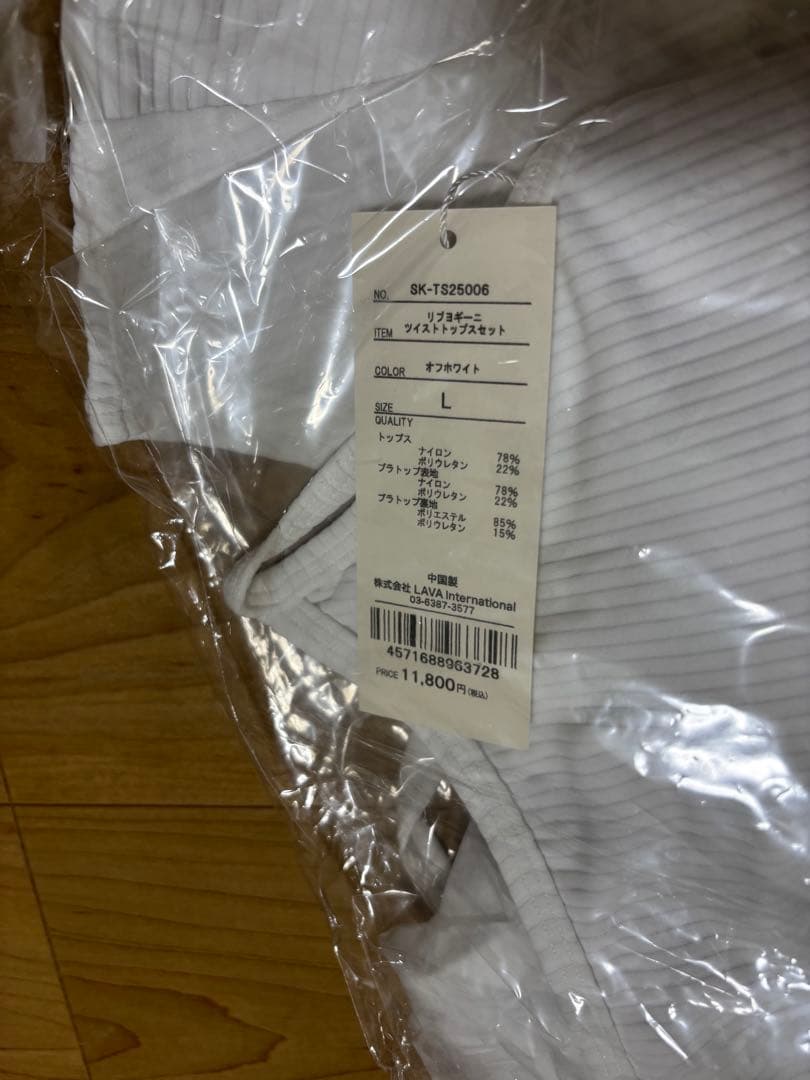 NO. SK-TS25006
リブヨギーニ
ITEM ツイストトップスセット
COLOR オフホワイト
SIZE L
QUALITY
トップス
ナイロン 78%
ポリウレタン 22%
ブラトップ表地
ナイロン 78%
ポリウレタン 22%
ブラトップ裏地
ポリエステル 85%
ポリウレタン 15%
中国製
株式会社 LAVA International
03-6387-3577
4571688963728
PRICE 11,800円(税込)